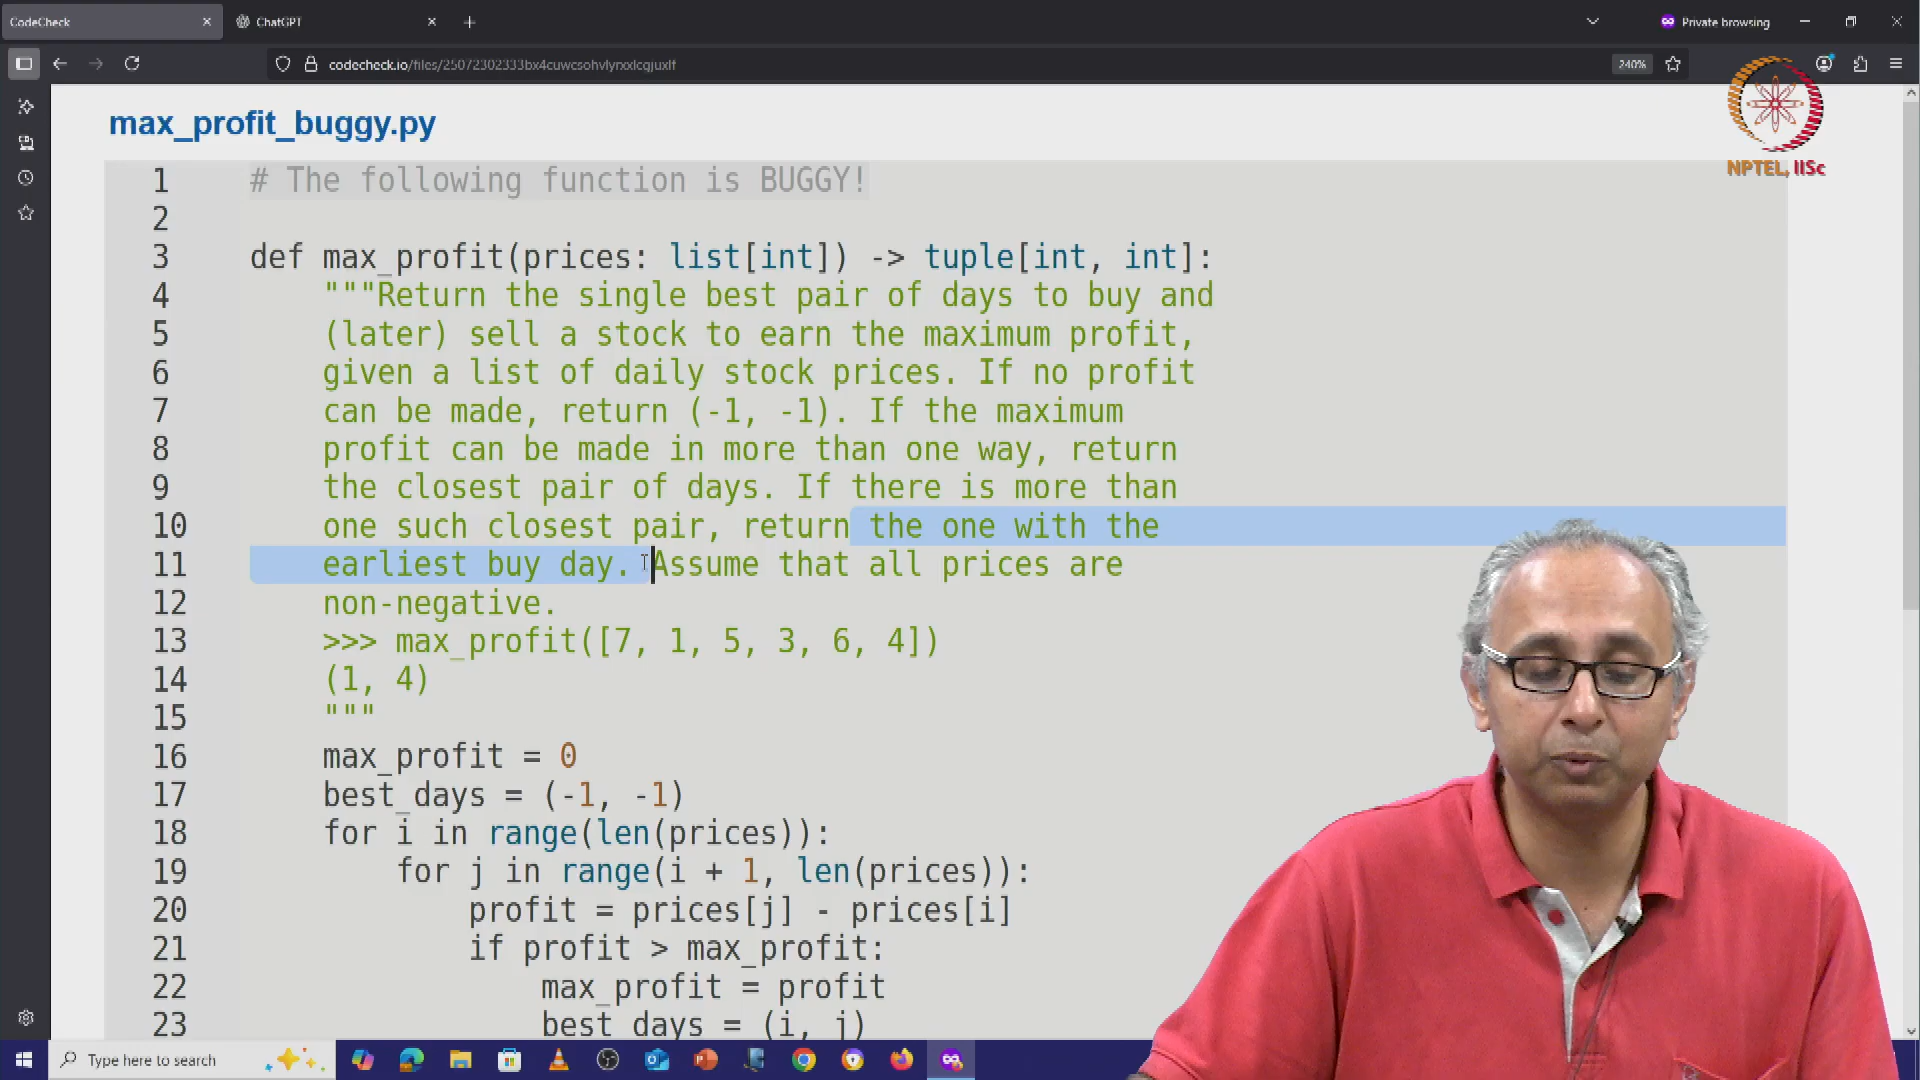 CodeCheck
ChatGPT
Private browsing
codecheck.io/files/25072302333bx4cuwcsohvlyrxxlcgjuxlf
240%
NPTEL, IISc
max_profit_buggy.py
1 # The following function is BUGGY!
2
3 def max_profit(prices: list[int]) -> tuple[int, int]:
4 """Return the single best pair of days to buy and
5 (later) sell a stock to earn the maximum profit,
6 given a list of daily stock prices. If no profit
7 can be made, return (-1, -1). If the maximum
8 profit can be made in more than one way, return
9 the closest pair of days. If there is more than
10 one such closest pair, return the one with the
11 earliest buy day. Assume that all prices are
12 non-negative.
13 >>> max_profit([7, 1, 5, 3, 6, 4])
14 (1, 4)
15 """
16 max_profit = 0
17 best_days = (-1, -1)
18 for i in range(len(prices)):
19 for j in range(i + 1, len(prices)):
20 profit = prices[j] - prices[i]
21 if profit > max_profit:
22 max_profit = profit
23 best_days = (i, j)
Type here to search